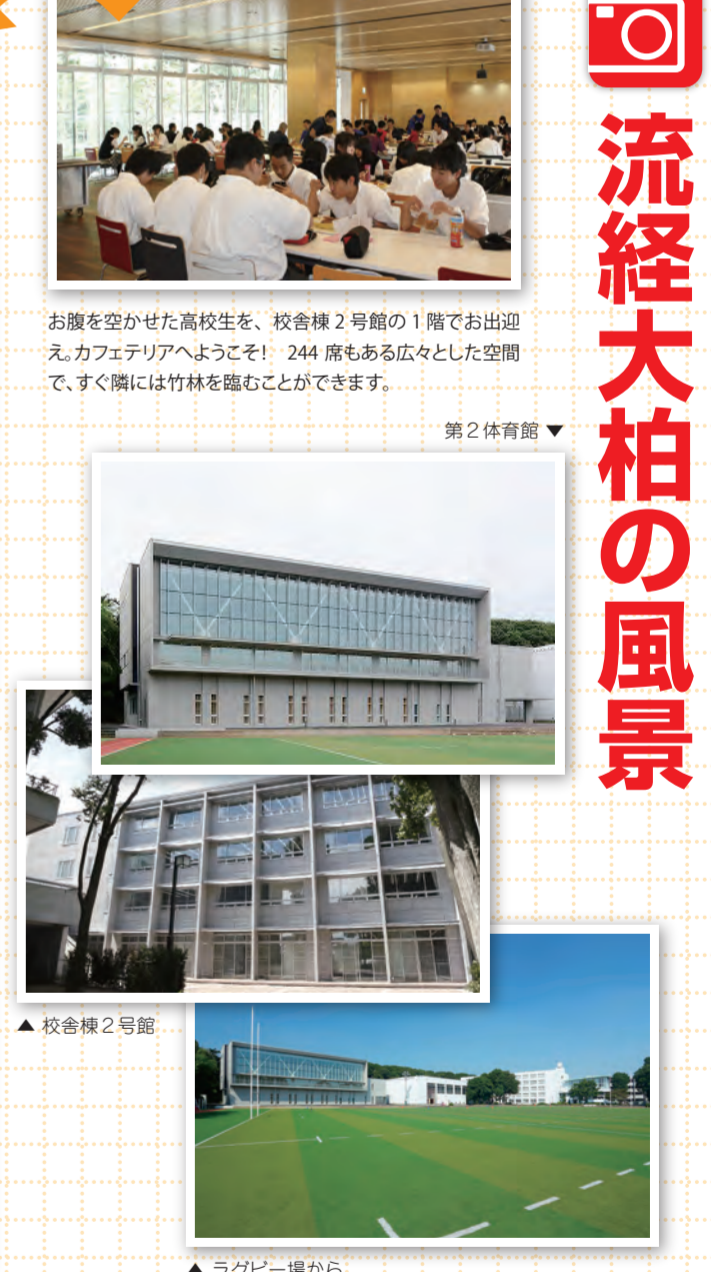 流経大柏の風景
お腹を空かせた高校生を、校舎棟2号館の1階でお出迎
え。カフェテリアへようこそ！　244席もある広々とした空間
で、すぐ隣には竹林を臨むことができます。
第2体育館 ▼
▲ 校舎棟2号館
▲ ラグビー場から